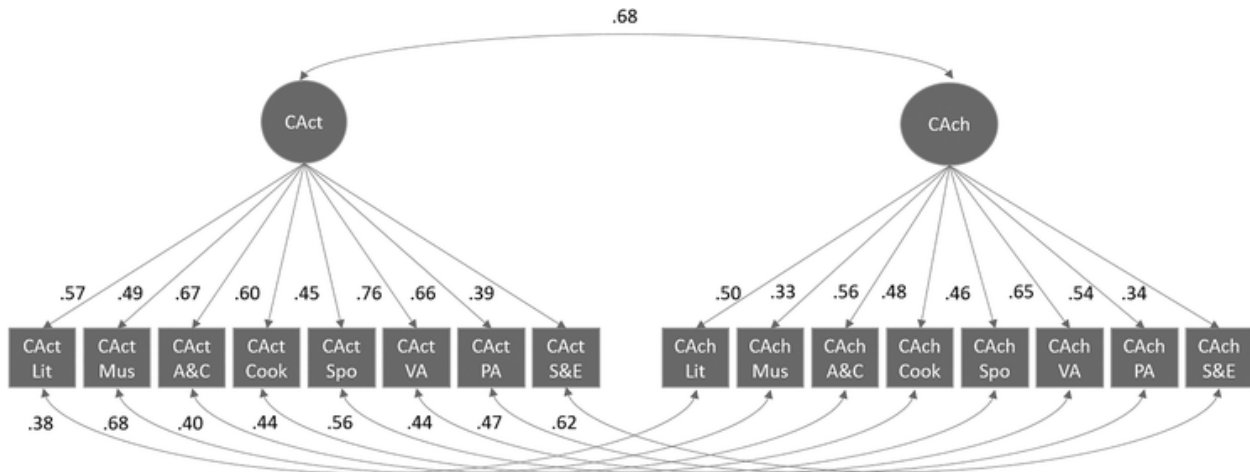 .68
CAct
CAch
.57 .49 .67 .60 .45 .76 .66 .39
.50 .33 .56 .48 .46 .65 .54 .34
CAct CAct CAct CAct CAct CAct CAct CAct
Lit Mus A&C Cook Spo VA PA S&E
CAch CAch CAch CAch CAch CAch CAch CAch
Lit Mus A&C Cook Spo VA PA S&E
.38 .68 .40 .44 .56 .44 .47 .62